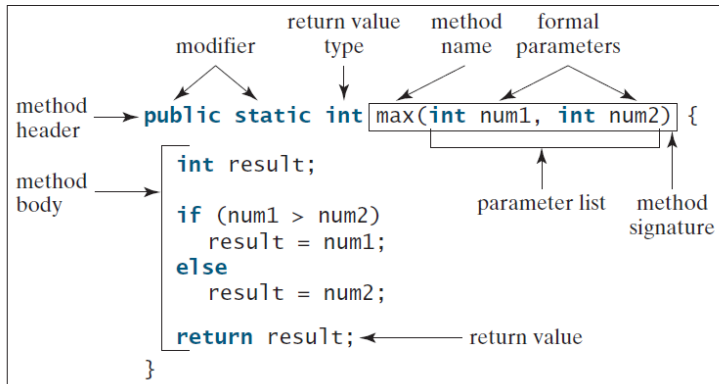 return value method formal
modifier type name parameters
method
header
public static int max(int num1, int num2) {
method
body
int result;
parameter list method
signature
if (num1 > num2)
result = num1;
else
result = num2;
return result; return value
}